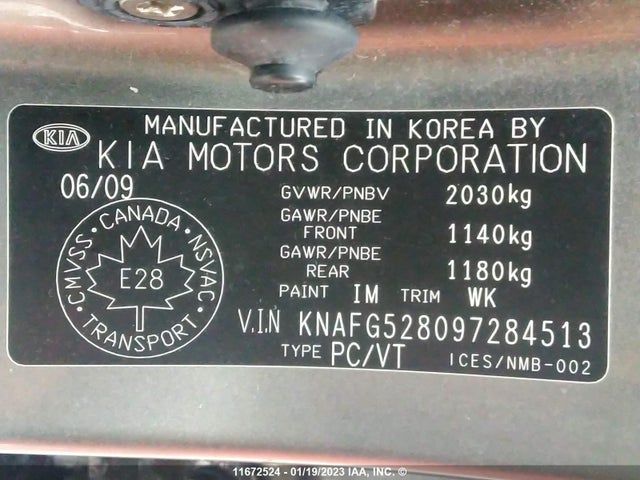 KIA
MANUFACTURED IN KOREA BY
KIA MOTORS CORPORATION
06/09
GVWR/PNBV 2030kg
GAWR/PNBE FRONT 1140kg
GAWR/PNBE REAR 1180kg
PAINT IM TRIM WK
CANADA
CMVSS NSVAC
E28
TRANSPORT
V.I.N KNAFG528097284513
TYPE PC/VT ICES/NMB-002
11672524 - 01/19/2023 IAA, INC. ©